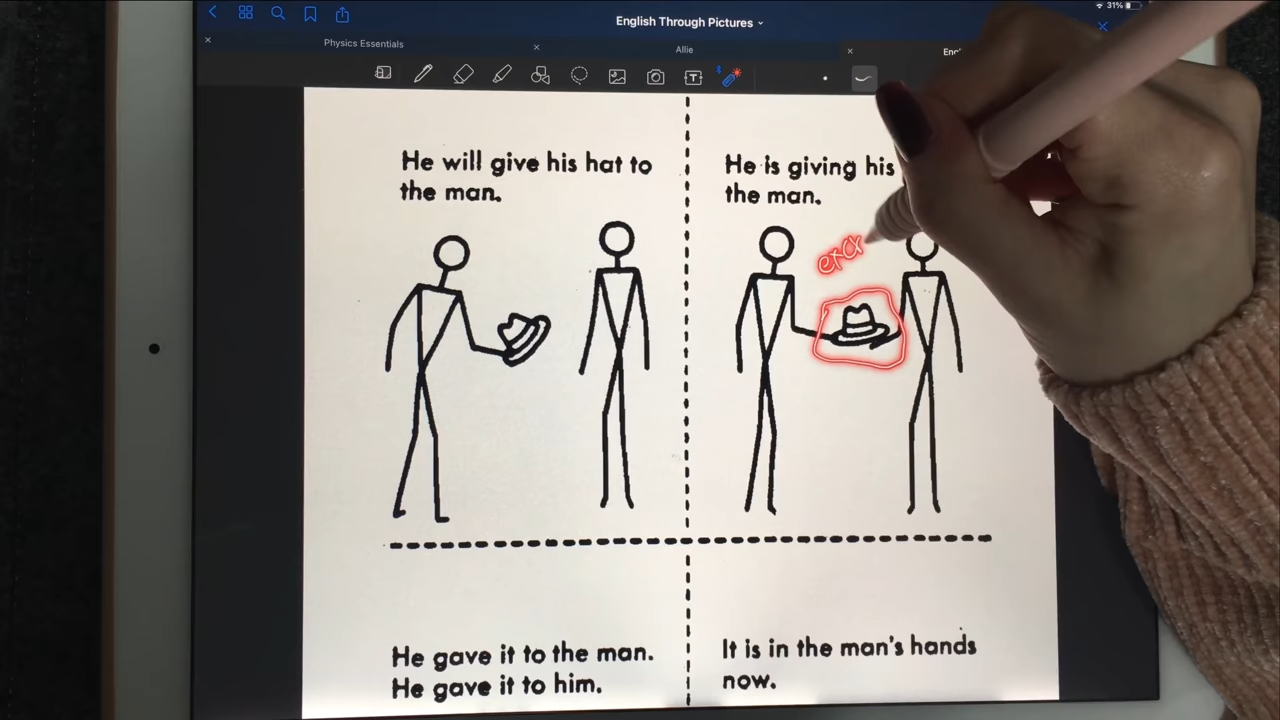 31%
English Through Pictures
Physics Essentials
Allie
T
He will give his hat to
the man.
He is giving his
the man.
He gave it to the man.
He gave it to him.
It is in the man's hands
now.